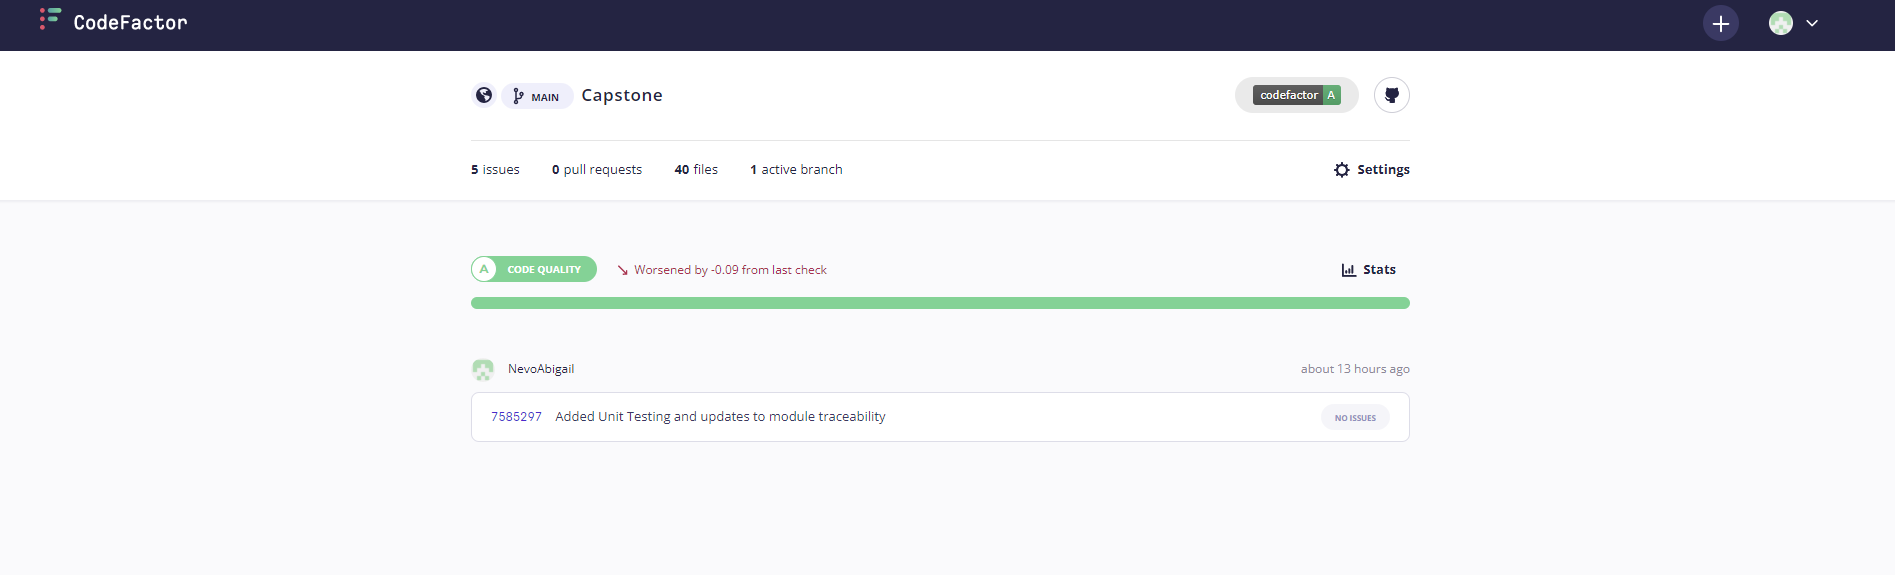 CodeFactor
MAIN Capstone
codefactor A
5 issues 0 pull requests 40 files 1 active branch
Settings
A CODE QUALITY Worsened by -0.09 from last check
Stats
NevoAbigail about 13 hours ago
7585297 Added Unit Testing and updates to module traceability NO ISSUES